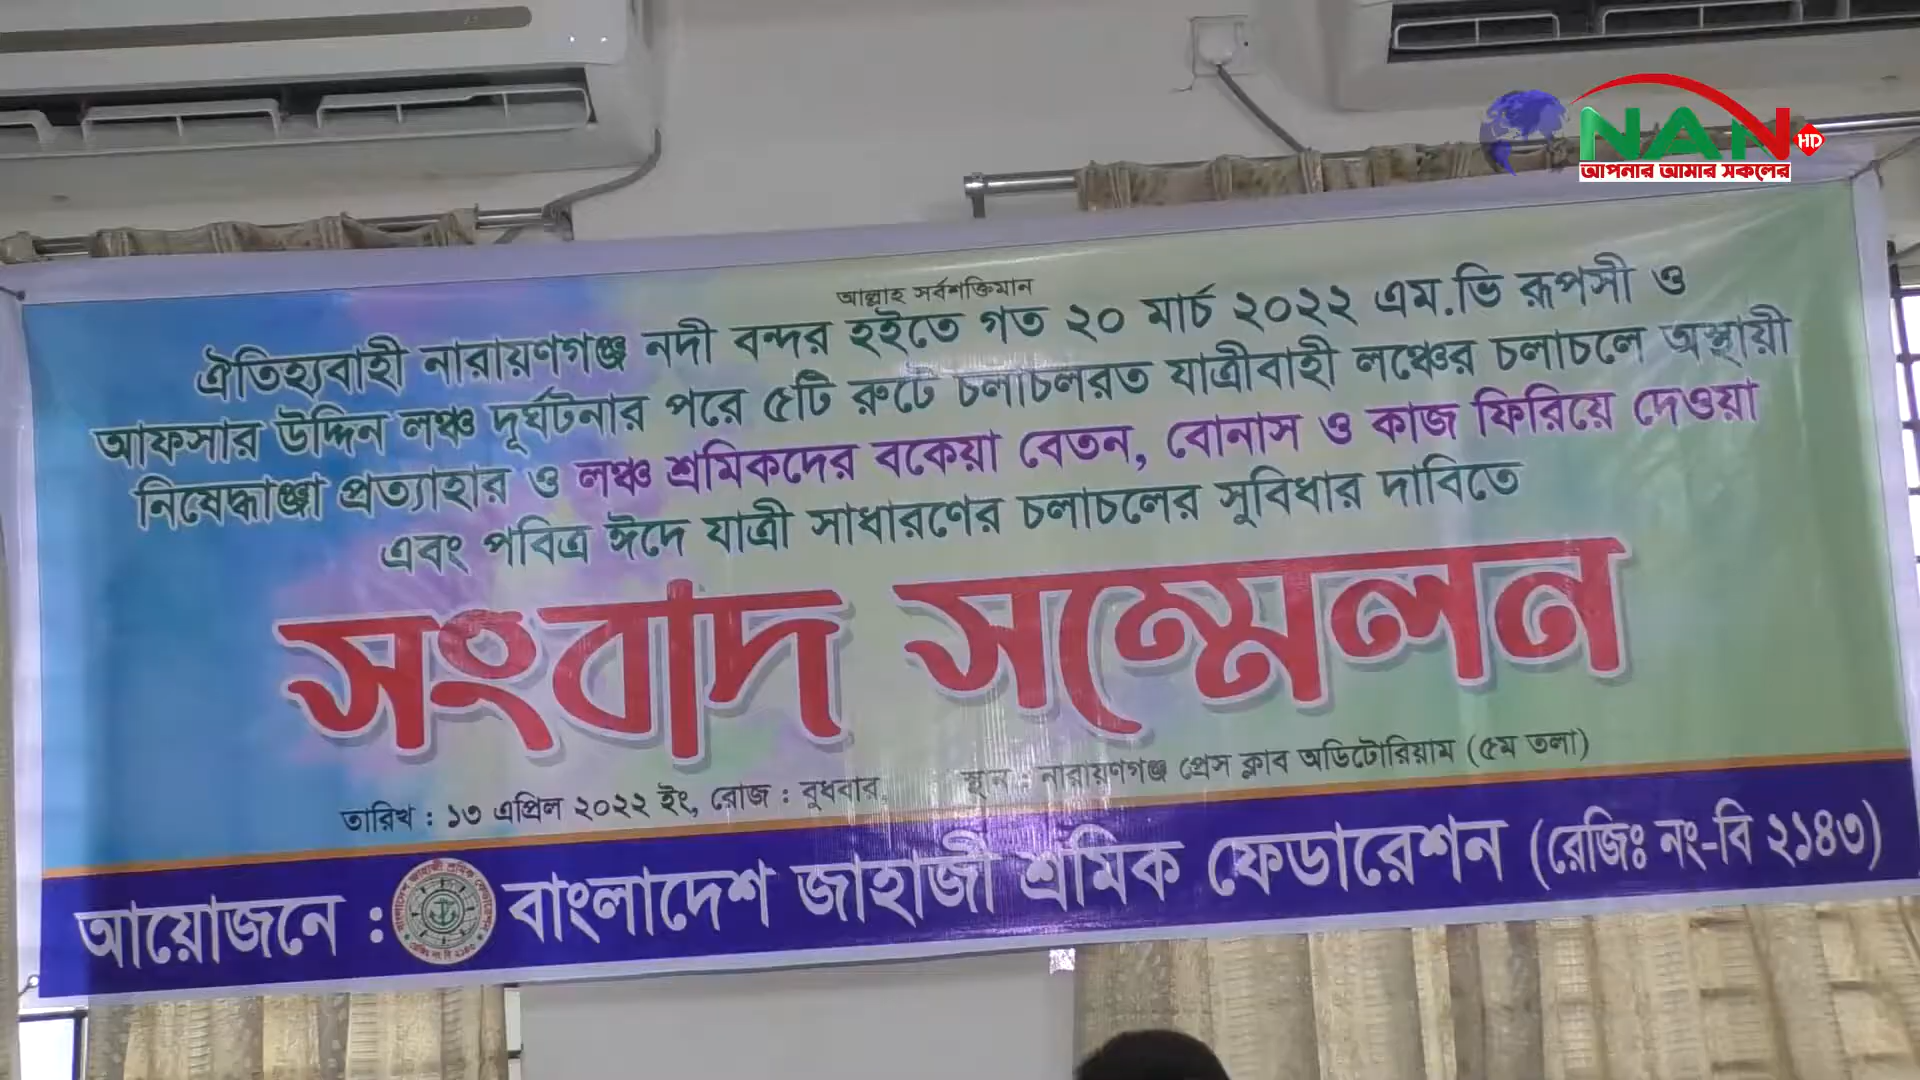 NAN HD
আপনার আমার সকলের
আল্লাহ সর্বশক্তিমান
ঐতিহ্যবাহী নারায়ণগঞ্জ নদী বন্দর হইতে গত ২০ মার্চ ২০২২ এম.ভি রূপসী ও
আফসার উদ্দিন লঞ্চ দূর্ঘটনার পরে ৫টি রুটে চলাচলরত যাত্রীবাহী লঞ্চের চলাচলে অস্থায়ী
নিষেদ্ধাজ্ঞা প্রত্যাহার ও লঞ্চ শ্রমিকদের বকেয়া বেতন, বোনাস ও কাজ ফিরিয়ে দেওয়া
এবং পবিত্র ঈদে যাত্রী সাধারণের চলাচলের সুবিধার দাবিতে
সংবাদ সম্মেলন
তারিখ : ১৩ এপ্রিল ২০২২ ইং, রোজ : বুধবার, স্থান : নারায়ণগঞ্জ প্রেস ক্লাব অডিটোরিয়াম (৫ম তলা)
আয়োজনে : বাংলাদেশ জাহাজী শ্রমিক ফেডারেশন (রেজিঃ নং-বি ২১৪৩)